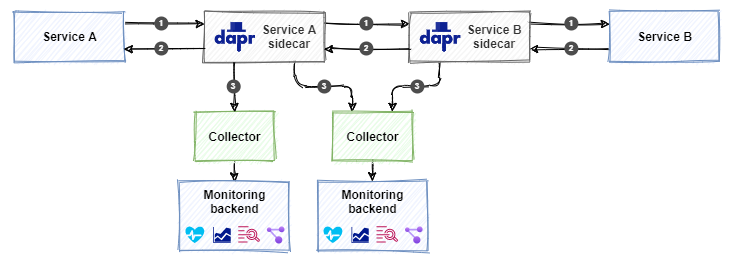 Service A
1
2
dapr
Service A
sidecar
1
2
dapr
Service B
sidecar
1
2
Service B
3
3
3
Collector
Collector
Monitoring
backend
Monitoring
backend